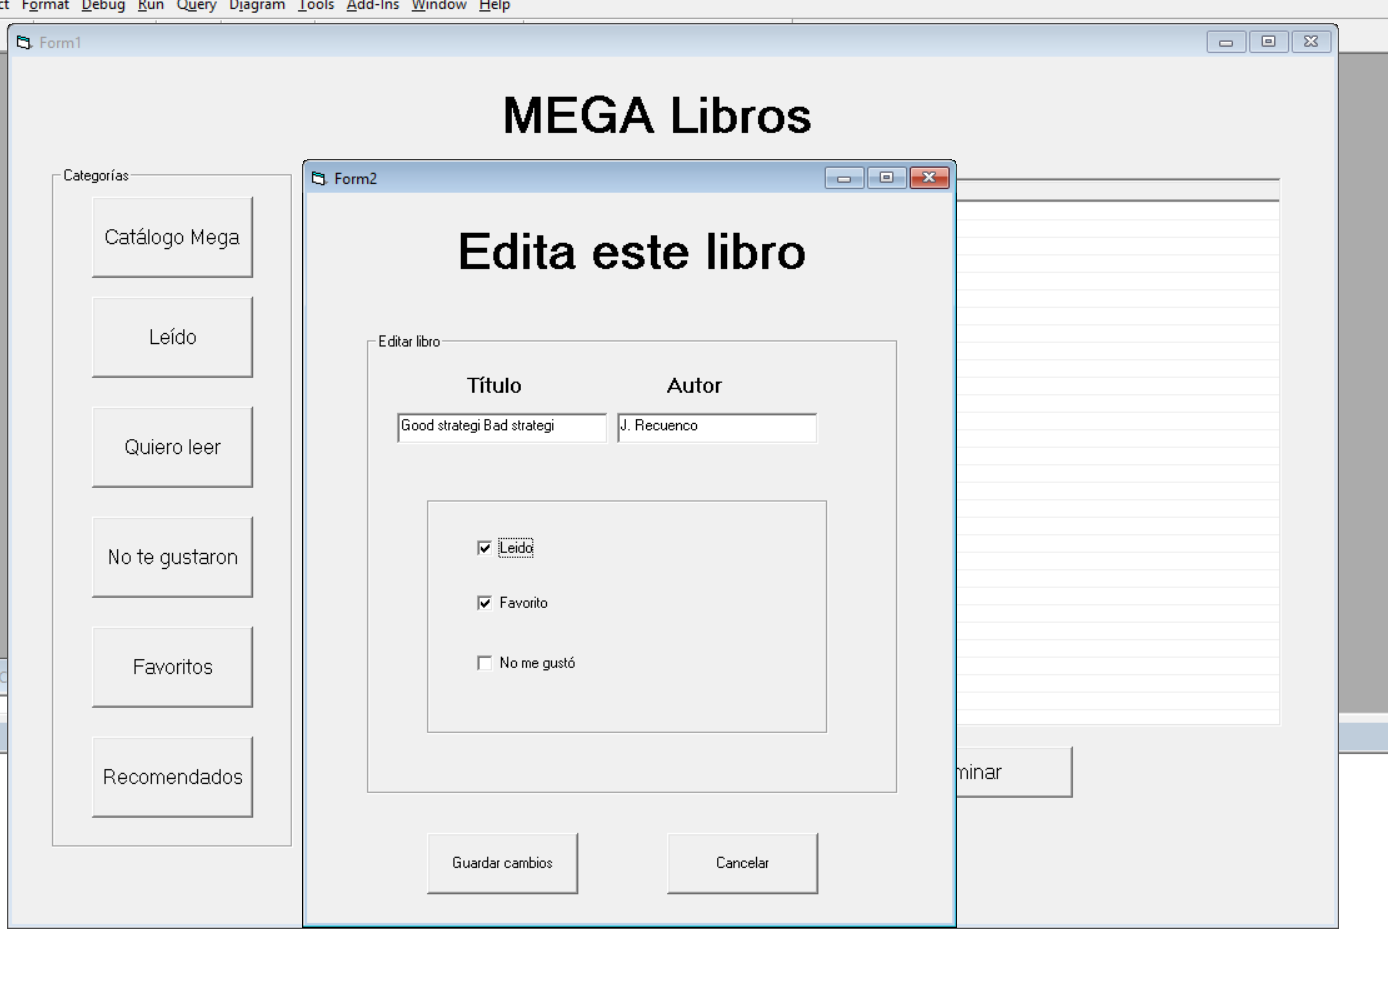 Format Debug Run Query Diagram Tools Add-Ins Window Help
Form1
MEGA Libros
Categorías
Catálogo Mega
Leído
Quiero leer
No te gustaron
Favoritos
Recomendados
Form2
Edita este libro
Editar libro
Título Autor
Good strategi Bad strategi J. Recuenco
Leido
Favorito
No me gustó
Guardar cambios Cancelar
minar